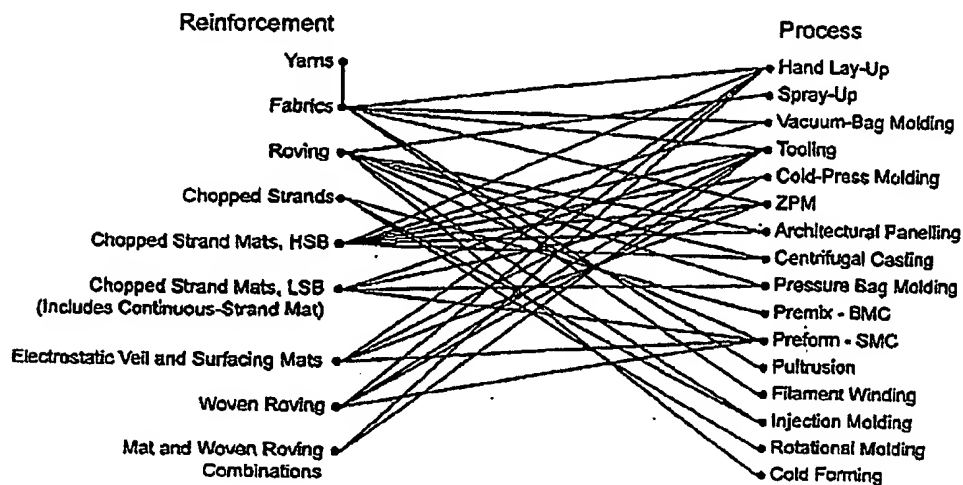 Reinforcement
Yarns
Fabrics
Roving
Chopped Strands
Chopped Strand Mats, HSB
Chopped Strand Mats, LSB
(Includes Continuous-Strand Mat)
Electrostatic Veil and Surfacing Mats
Woven Roving
Mat and Woven Roving
Combinations
Process
Hand Lay-Up
Spray-Up
Vacuum-Bag Molding
Tooling
Cold-Press Molding
ZPM
Architectural Panelling
Centrifugal Casting
Pressure Bag Molding
Premix - BMC
Preform - SMC
Pultrusion
Filament Winding
Injection Molding
Rotational Molding
Cold Forming